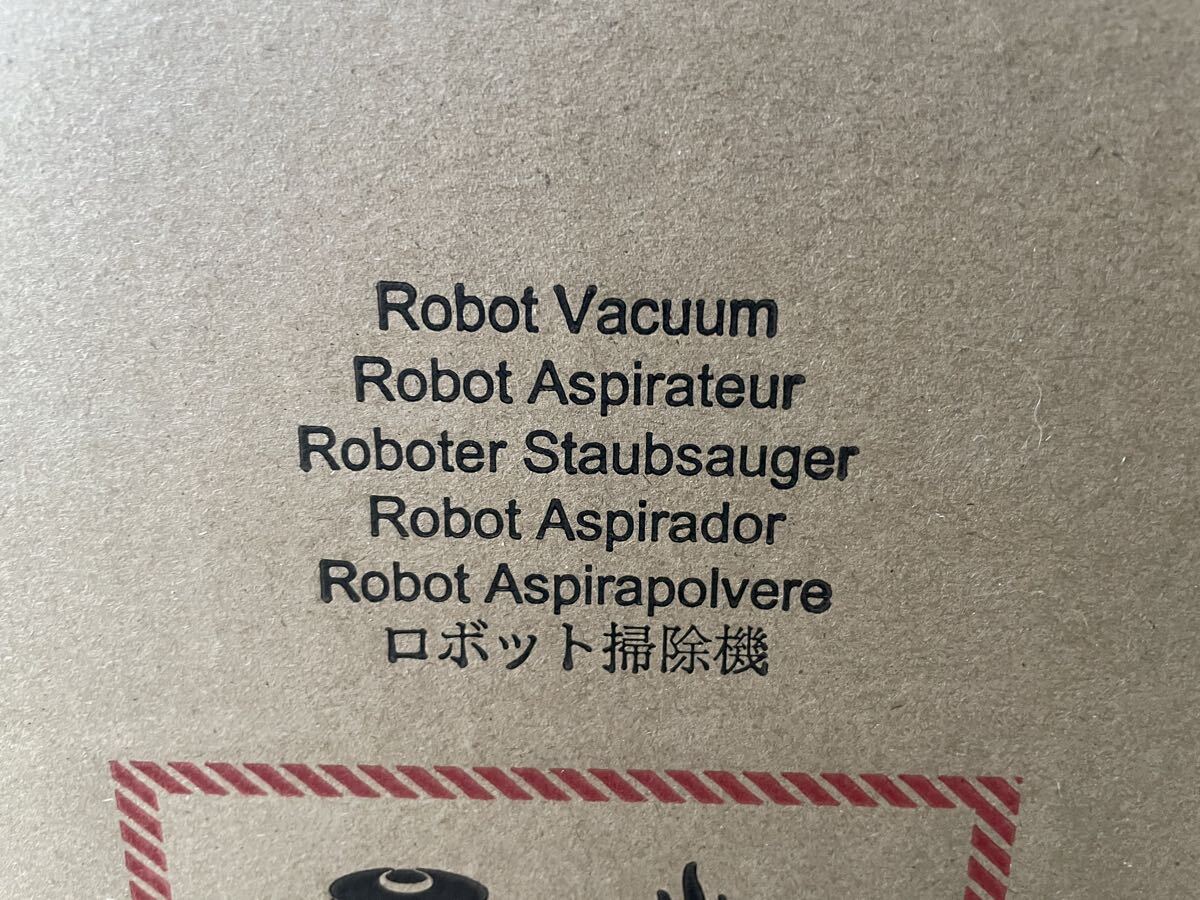 Robot Vacuum
Robot Aspirateur
Roboter Staubsauger
Robot Aspirador
Robot Aspirapolvere
ロボット掃除機